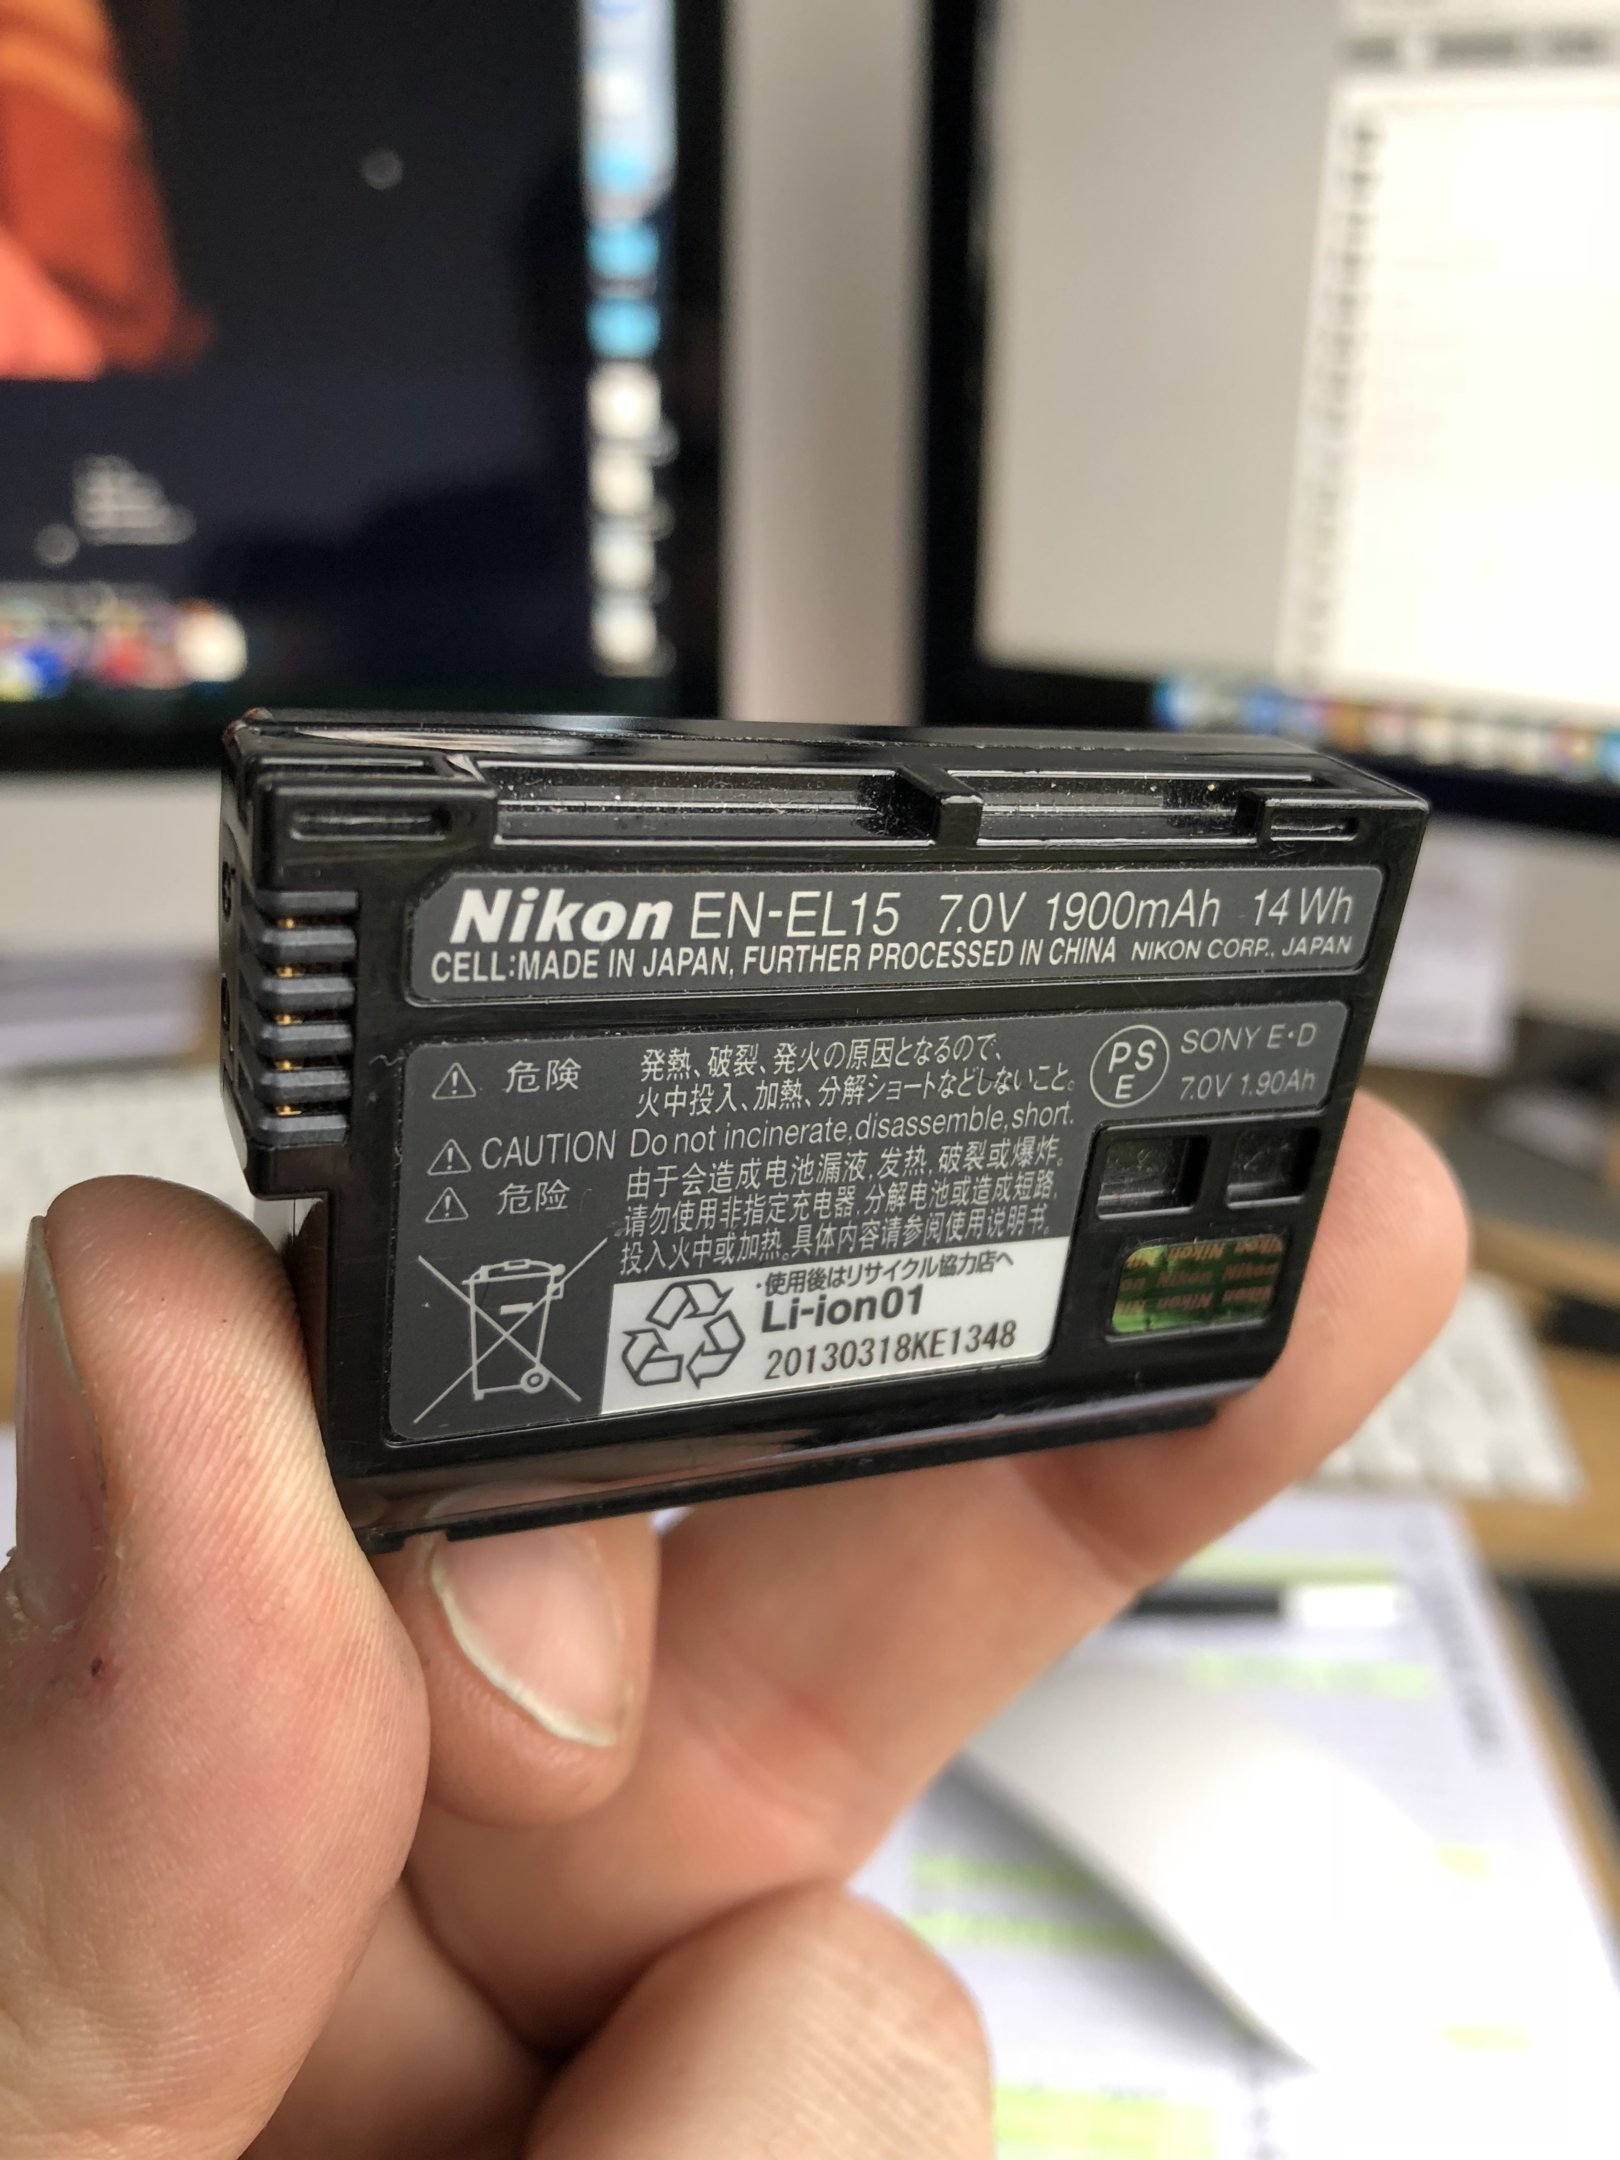 Nikon EN-EL15 7.0V 1900mAh 14Wh
CELL:MADE IN JAPAN, FURTHER PROCESSED IN CHINA NIKON CORP., JAPAN
危険 発熱、破裂、発火の原因となるので、
火中投入、加熱、分解ショートなどしないこと。
PS
E
SONY E・D
7.0V 1.90Ah
CAUTION Do not incinerate,disassemble,short.
危险 由于会造成电池漏液,发热,破裂或爆炸。
请勿使用非指定充电器,分解电池或造成短路,
投入火中或加热。具体内容请参阅使用说明书。
・使用後はリサイクル協力店へ
Li-ion01
20130318KE1348
Nikon Nikon
Nikon Nikon
Nikon Nikon